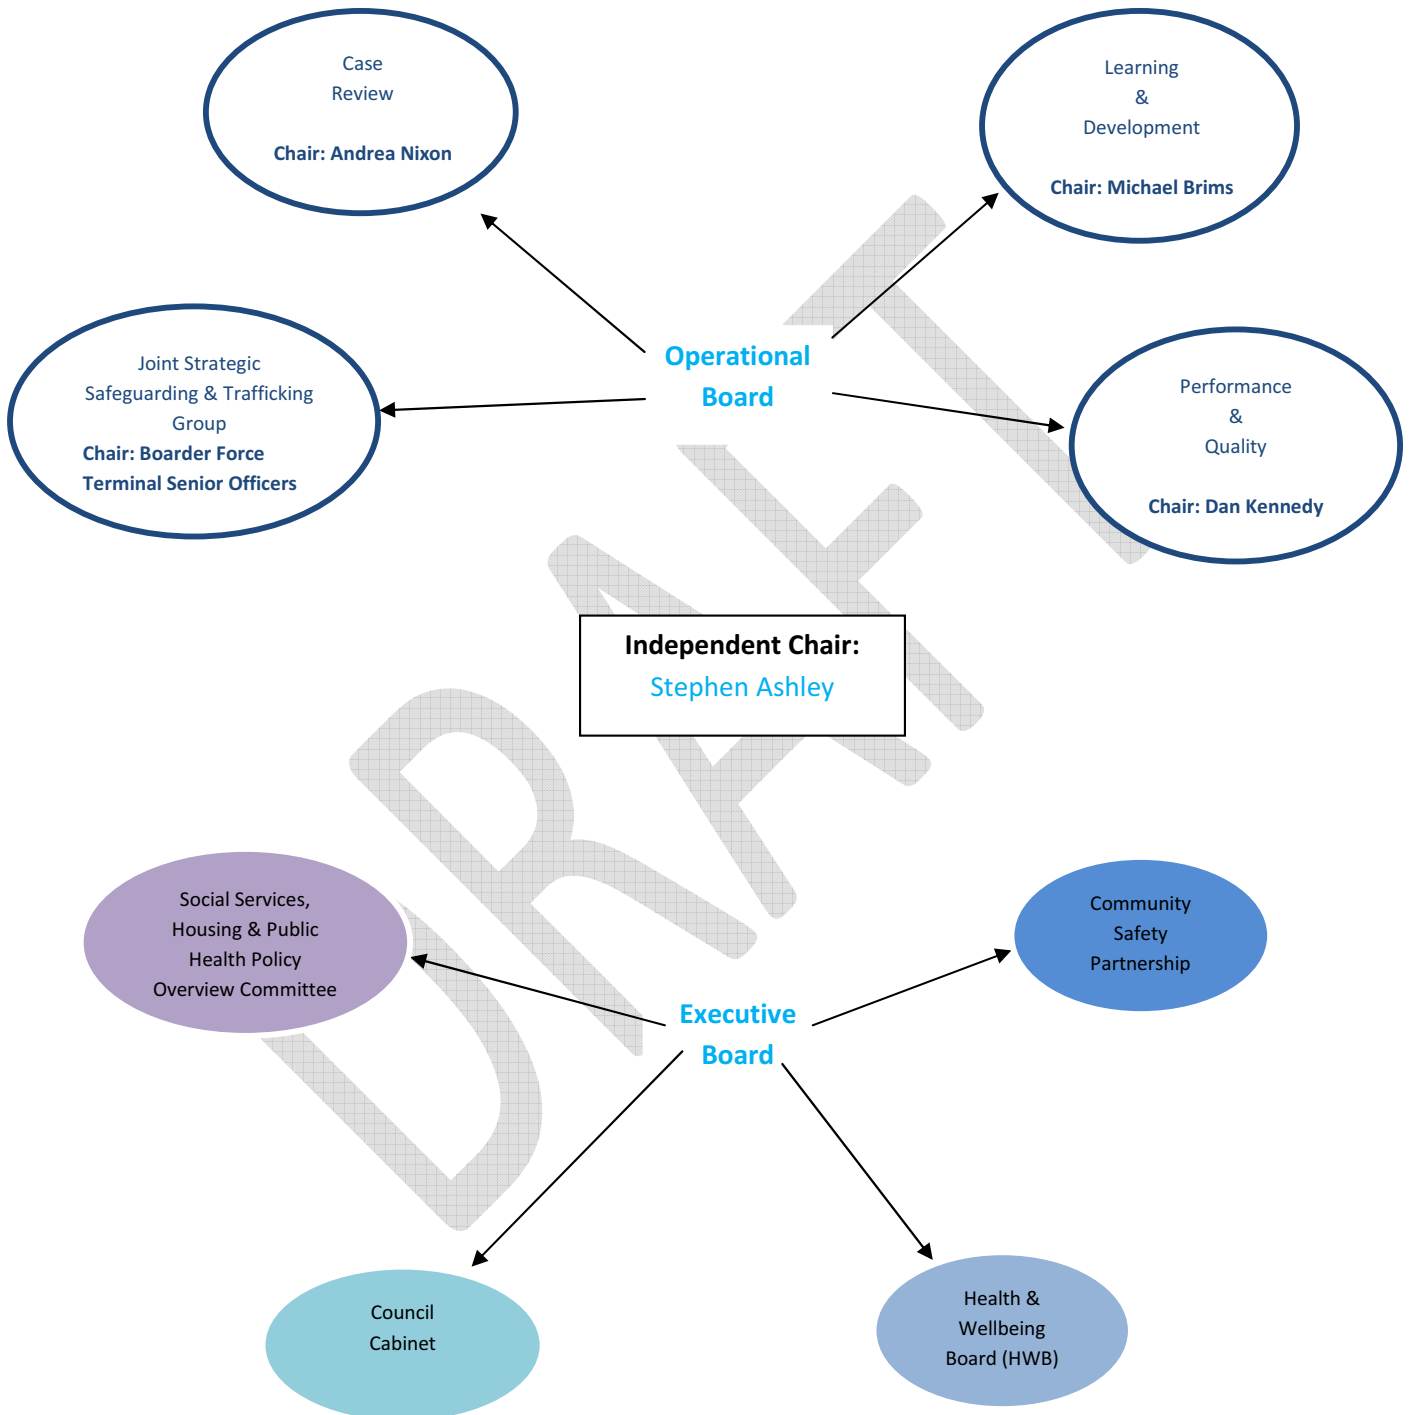 Case
Review
Chair: Andrea Nixon
Learning
&
Development
Chair: Michael Brims
Joint Strategic
Safeguarding & Trafficking
Group
Chair: Boarder Force
Terminal Senior Officers
Operational
Board
Performance
&
Quality
Chair: Dan Kennedy
Independent Chair:
Stephen Ashley
DRAFT
Social Services,
Housing & Public
Health Policy
Overview Committee
Community
Safety
Partnership
Executive
Board
Council
Cabinet
Health &
Wellbeing
Board (HWB)